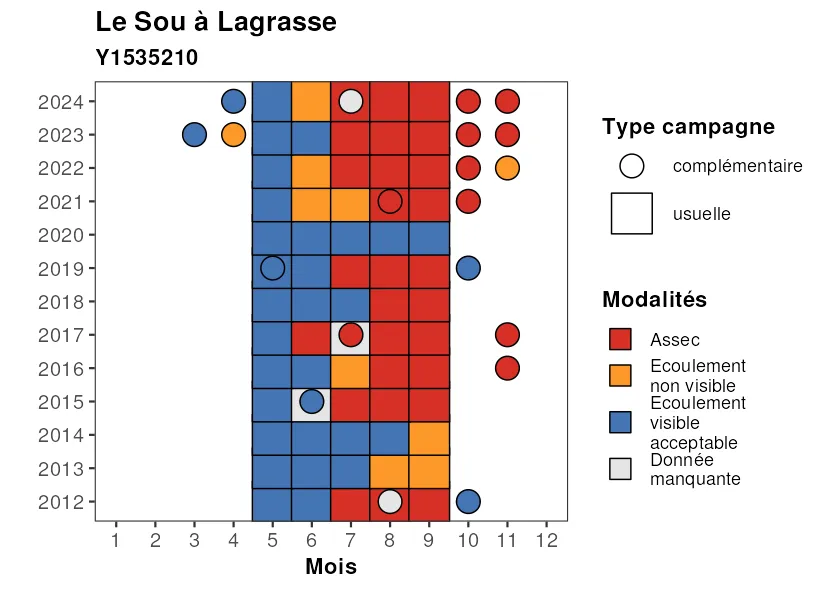 Le Sou à Lagrasse
Y1535210
2024
2023
2022
2021
2020
2019
2018
2017
2016
2015
2014
2013
2012
1 2 3 4 5 6 7 8 9 10 11 12
Mois
Type campagne
complémentaire
usuelle
Modalités
Assec
Ecoulement
non visible
Ecoulement
visible
acceptable
Donnée
manquante